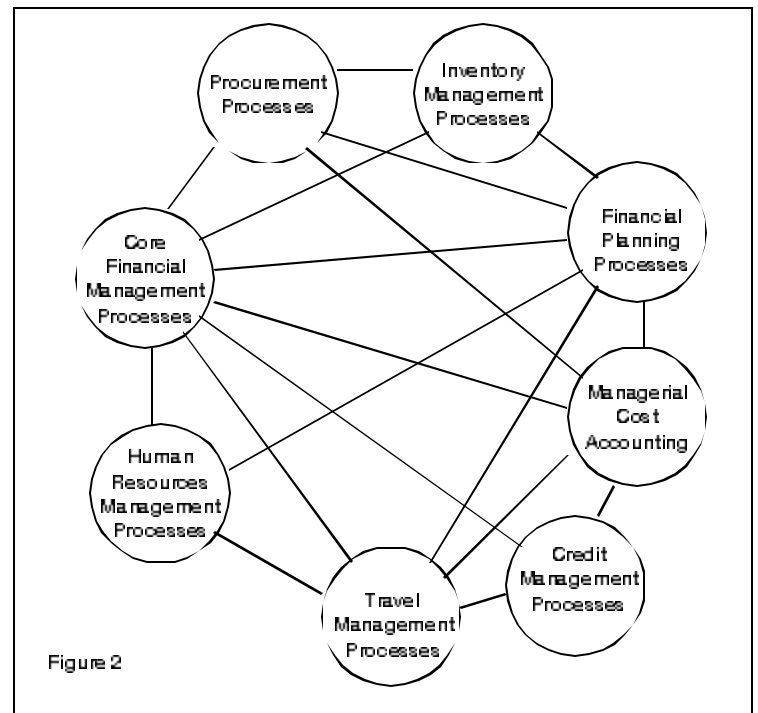 Procurement
Processes
Inventory
Management
Processes
Financial
Planning
Processes
Core
Financial
Management
Processes
Managerial
Cost
Accounting
Human
Resources
Management
Processes
Credit
Management
Processes
Travel
Management
Processes
Figure 2